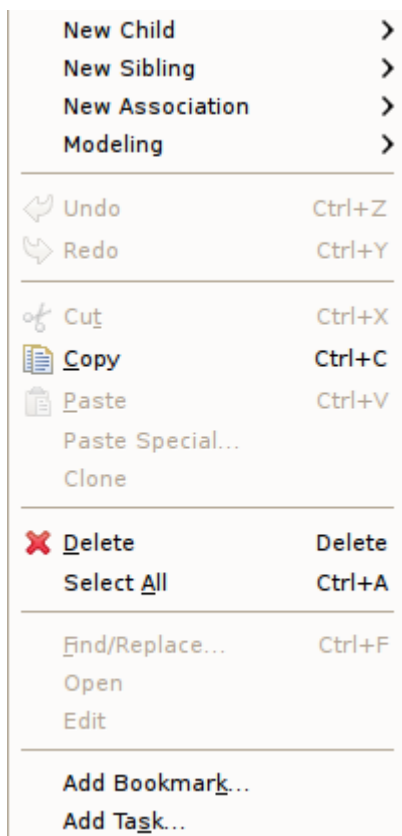 New Child
New Sibling
New Association
Modeling
Undo Ctrl+Z
Redo Ctrl+Y
Cut Ctrl+X
Copy Ctrl+C
Paste Ctrl+V
Paste Special...
Clone
Delete Delete
Select All Ctrl+A
Find/Replace... Ctrl+F
Open
Edit
Add Bookmark...
Add Task...